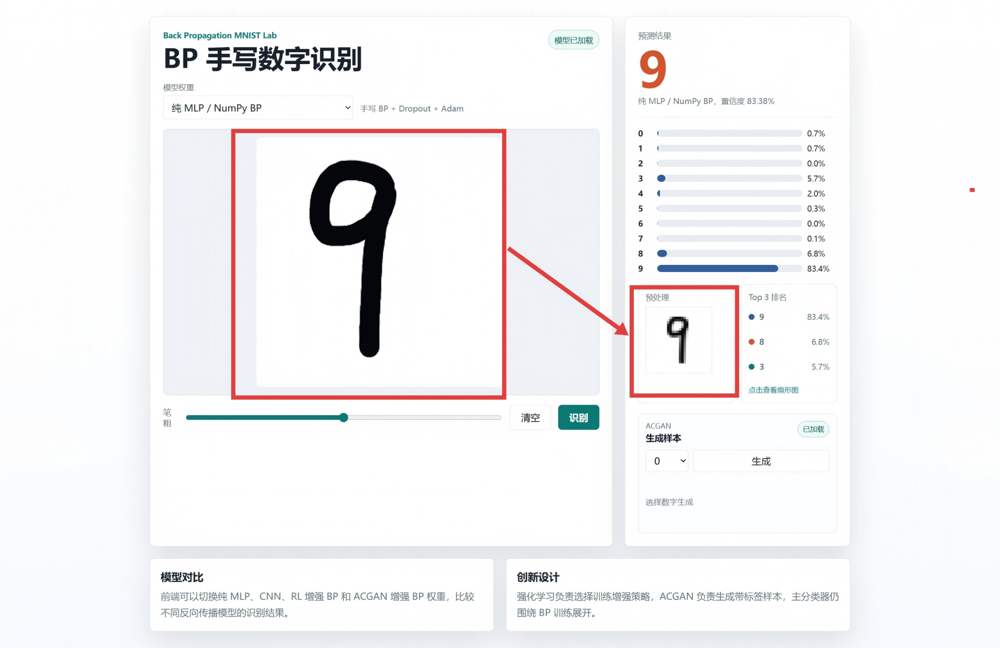 Back Propagation MNIST Lab
BP 手写数字识别
模型已加载
模型权重
纯 MLP / NumPy BP
手写 BP + Dropout + Adam
9
笔粗
清空
识别
预测结果
9
纯 MLP / NumPy BP，置信度 83.38%
0 0.7%
1 0.7%
2 0.0%
3 5.7%
4 2.0%
5 0.3%
6 0.0%
7 0.1%
8 6.8%
9 83.4%
预处理
9
Top 3 排名
9 83.4%
8 6.8%
3 5.7%
点击查看扇形图
ACGAN
生成样本
已加载
0
生成
选择数字生成
模型对比
前端可以切换纯 MLP、CNN、RL 增强 BP 和 ACGAN 增强 BP 权重，比较
不同反向传播模型的识别结果。
创新设计
强化学习负责选择训练增强策略，ACGAN 负责生成带标签样本，主分类器仍
围绕 BP 训练展开。